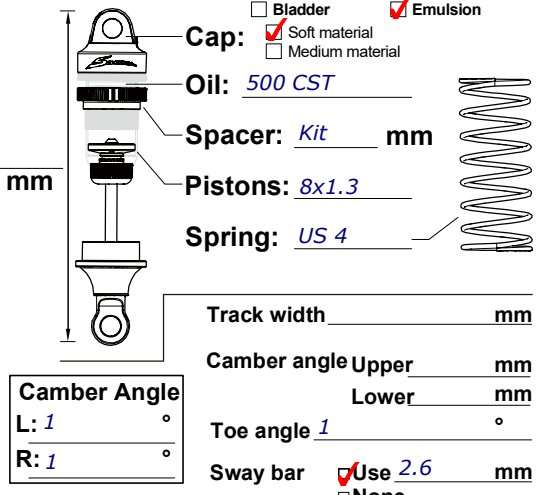 ☐ Bladder ☑ Emulsion
Cap: ☑ Soft material
☐ Medium material
Oil: 500 CST
Spacer: Kit mm
mm
Pistons: 8x1.3
Spring: US 4
Track width mm
Camber angle Upper mm
Lower mm
Camber Angle
L: 1 °
R: 1 °
Toe angle 1 °
Sway bar ☑ Use 2.6 mm
☐ None